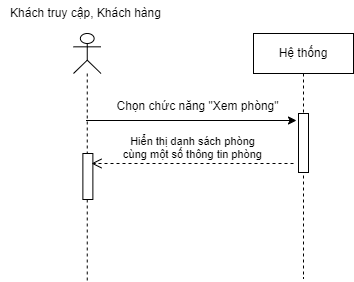 Khách truy cập, Khách hàng
Hệ thống
Chọn chức năng "Xem phòng"
Hiển thị danh sách phòng
cùng một số thông tin phòng